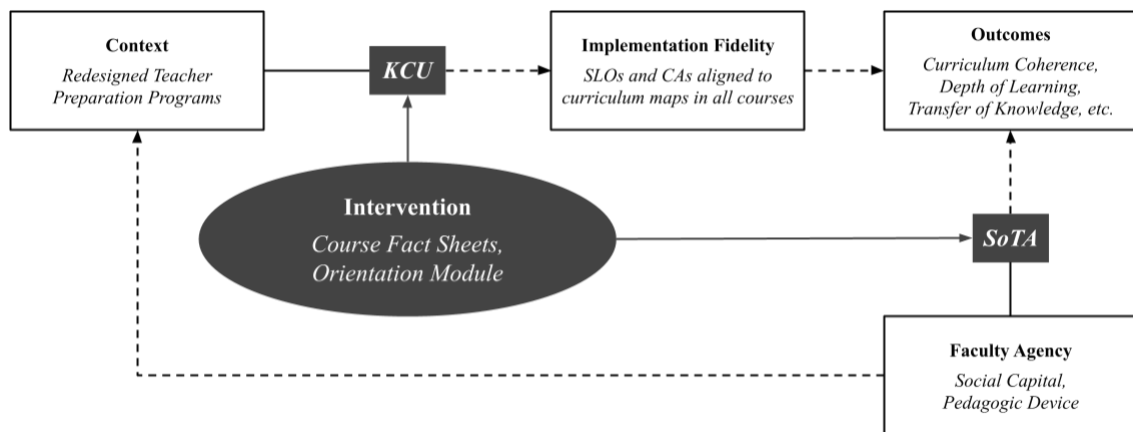 Context
Redesigned Teacher
Preparation Programs
KCU
Implementation Fidelity
SLOs and CAs aligned to
curriculum maps in all courses
Outcomes
Curriculum Coherence,
Depth of Learning,
Transfer of Knowledge, etc.
Intervention
Course Fact Sheets,
Orientation Module
SoTA
Faculty Agency
Social Capital,
Pedagogic Device